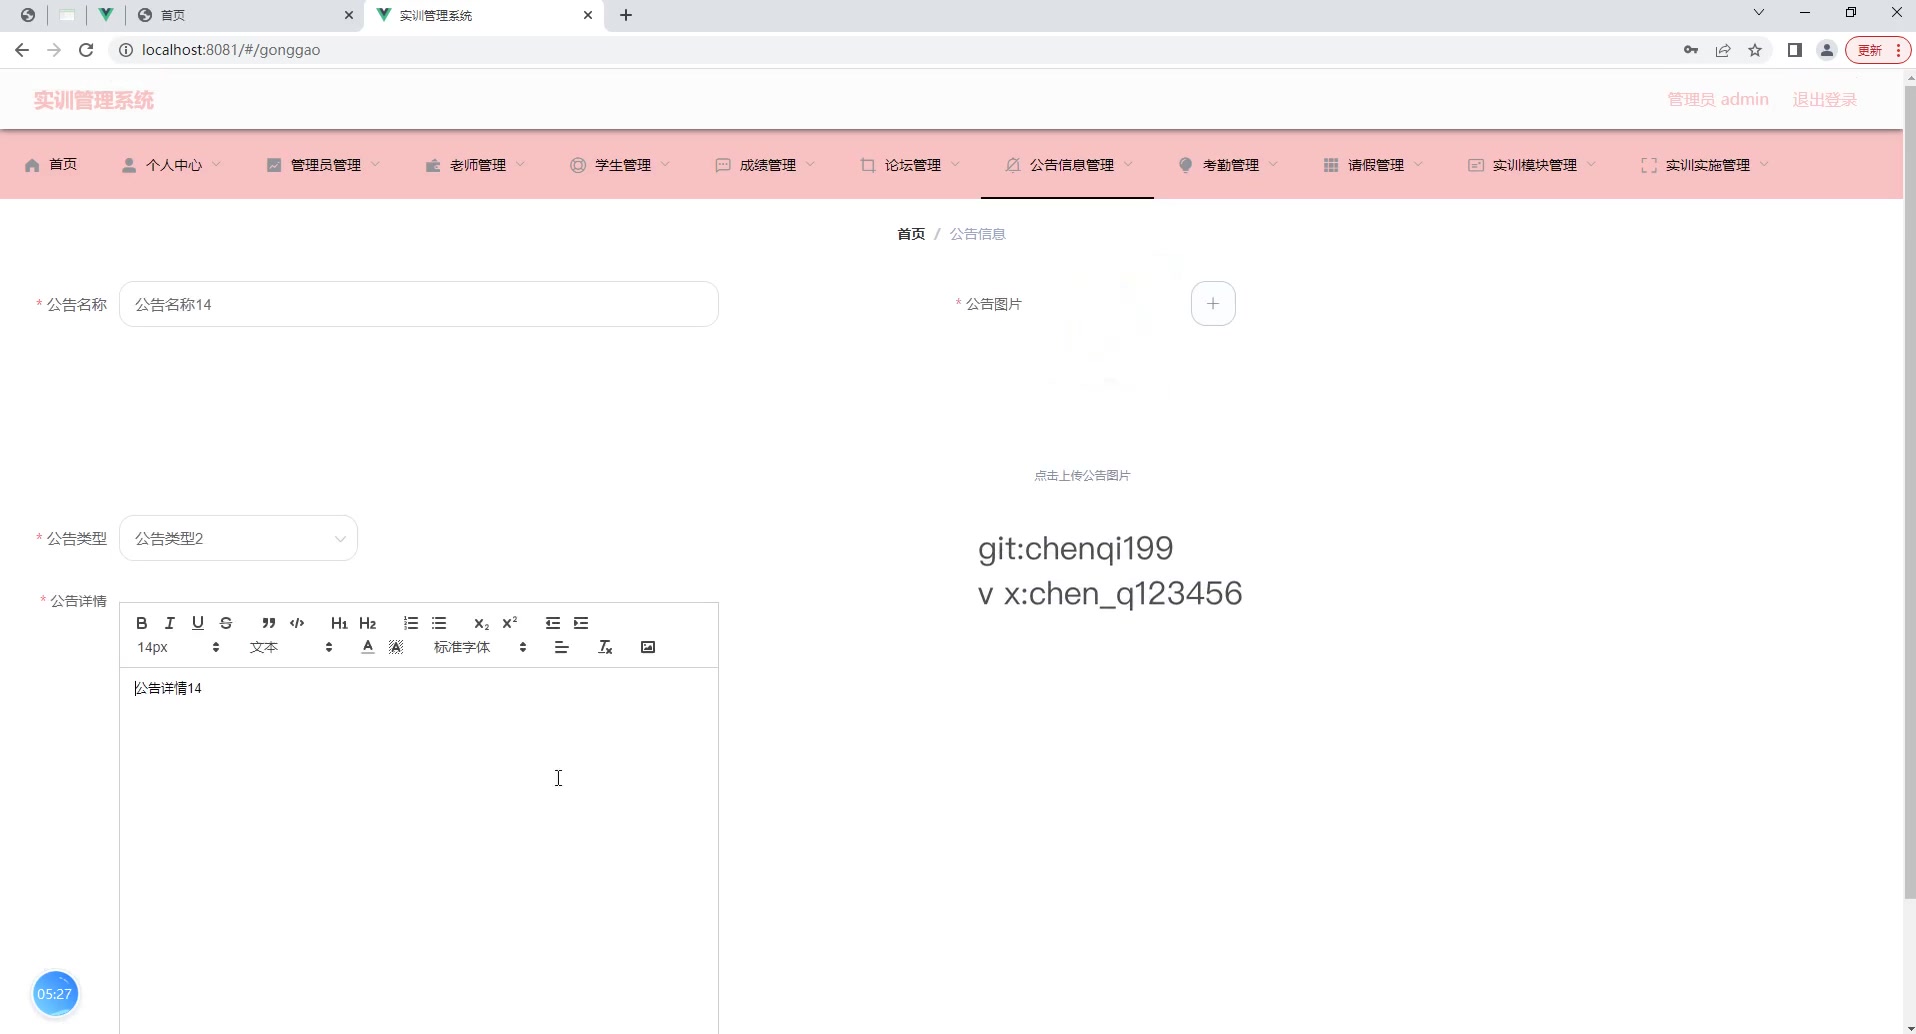 首页
实训管理系统
localhost:8081/#/gonggao
更新
实训管理系统
管理员 admin
退出登录
首页
个人中心
管理员管理
老师管理
学生管理
成绩管理
论坛管理
公告信息管理
考勤管理
请假管理
实训模块管理
实训实施管理
首页 / 公告信息
* 公告名称
公告名称14
* 公告图片
点击上传公告图片
* 公告类型
公告类型2
git:chenqi199
v x:chen_q123456
* 公告详情
B I U S H1 H2 X2 X2
14px 文本 A A 标准字体 Tx
公告详情14
05:27